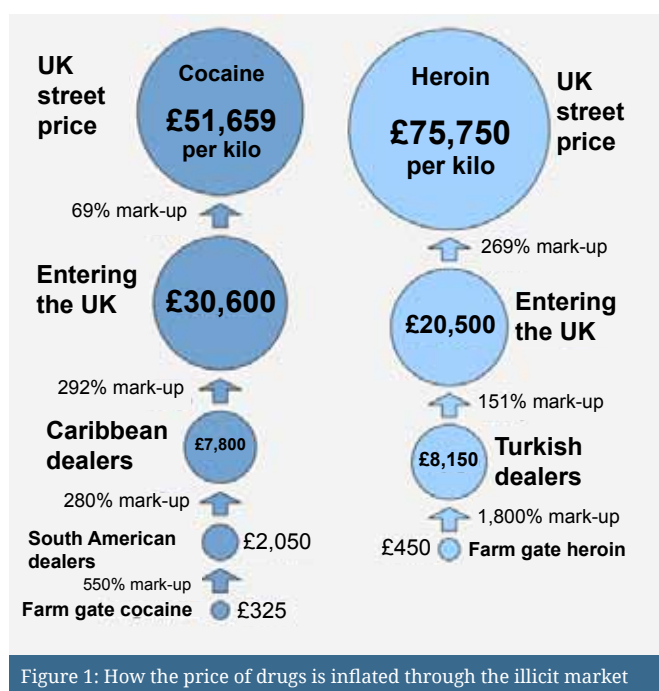 UK
street
price
Cocaine
£51,659
per kilo
69% mark-up
Entering
the UK
£30,600
292% mark-up
Caribbean
dealers
£7,800
280% mark-up
South American
dealers
£2,050
550% mark-up
Farm gate cocaine
£325
Heroin
£75,750
per kilo
UK
street
price
269% mark-up
£20,500
Entering
the UK
151% mark-up
£8,150
Turkish
dealers
1,800% mark-up
£450
Farm gate heroin
Figure 1: How the price of drugs is inflated through the illicit market